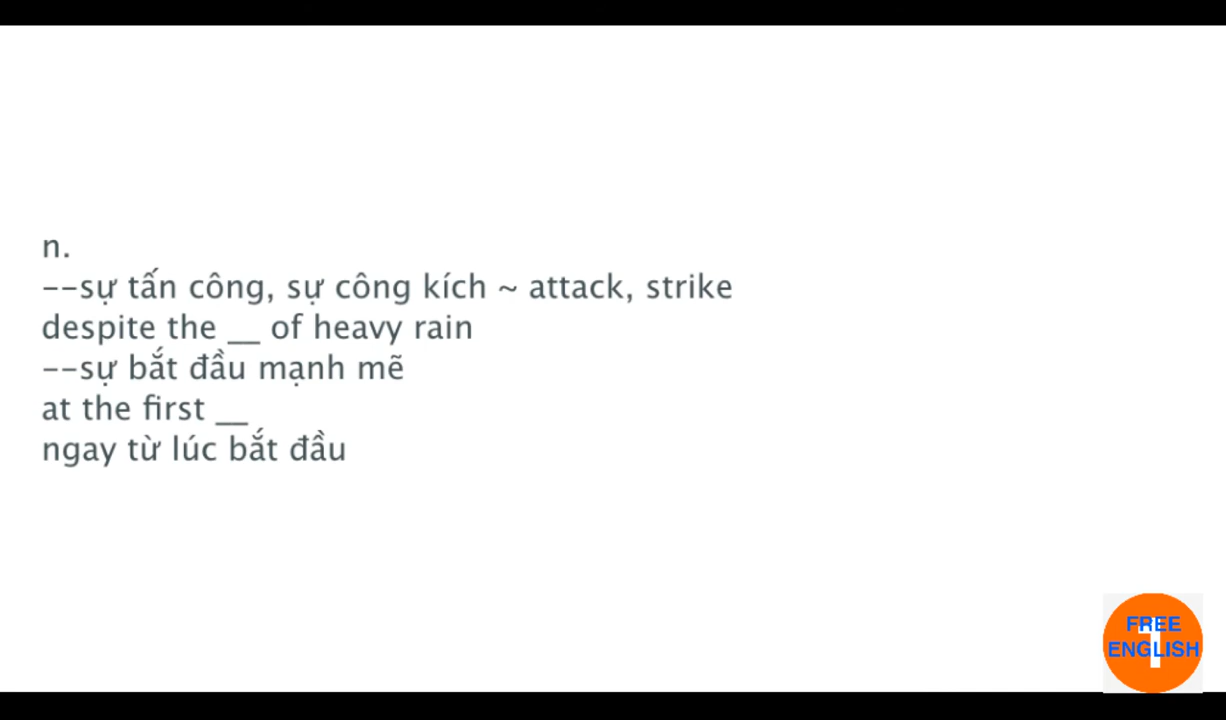 n.
--sự tấn công, sự công kích ~ attack, strike
despite the __ of heavy rain
--sự bắt đầu mạnh mẽ
at the first __
ngay từ lúc bắt đầu
FREE
1
ENGLISH